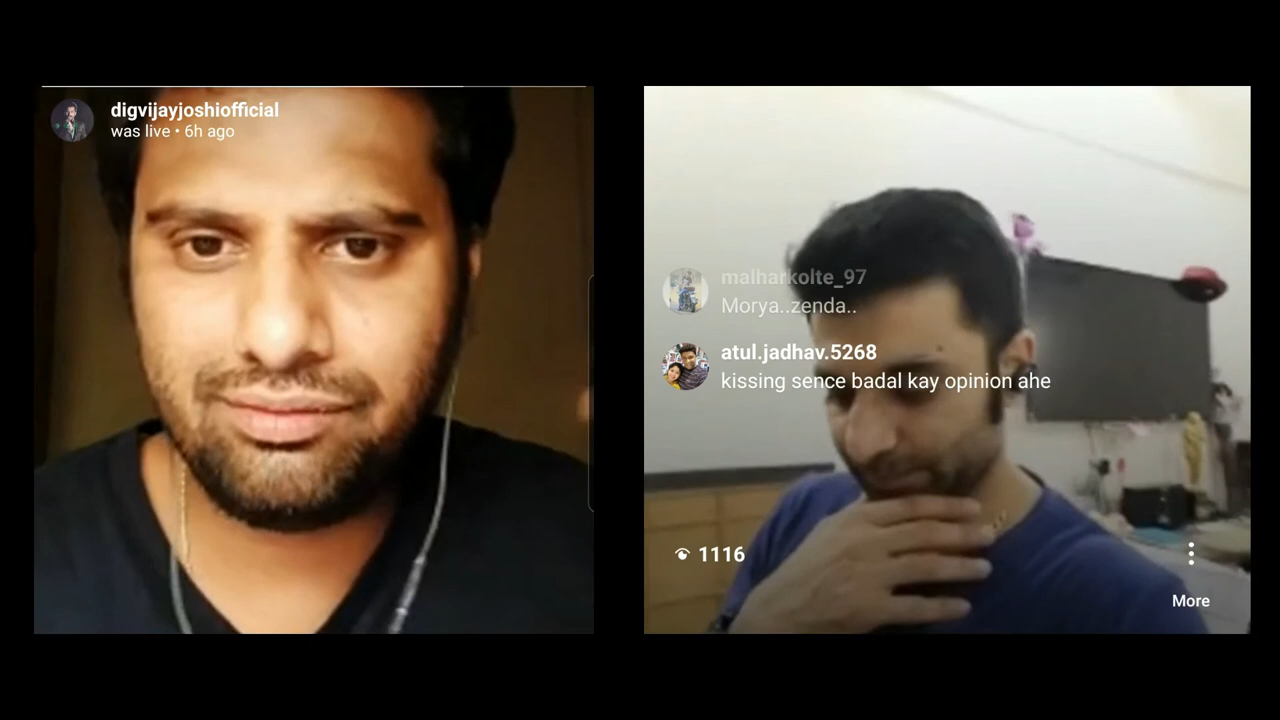 digvijayjoshiofficial
was live • 6h ago
malharkolte_97
Morya..zenda..
atul.jadhav.5268
kissing sence badal kay opinion ahe
1116
More